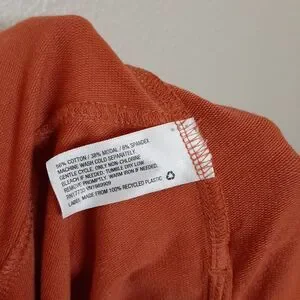 56% COTTON / 38% MODAL / 6% SPANDEX
MACHINE WASH COLD SEPARATELY.
GENTLE CYCLE. ONLY NON-CHLORINE
BLEACH IF NEEDED. TUMBLE DRY LOW.
REMOVE PROMPTLY. WARM IRON IF NEEDED.
LABEL MADE FROM 100% RECYCLED PLASTIC